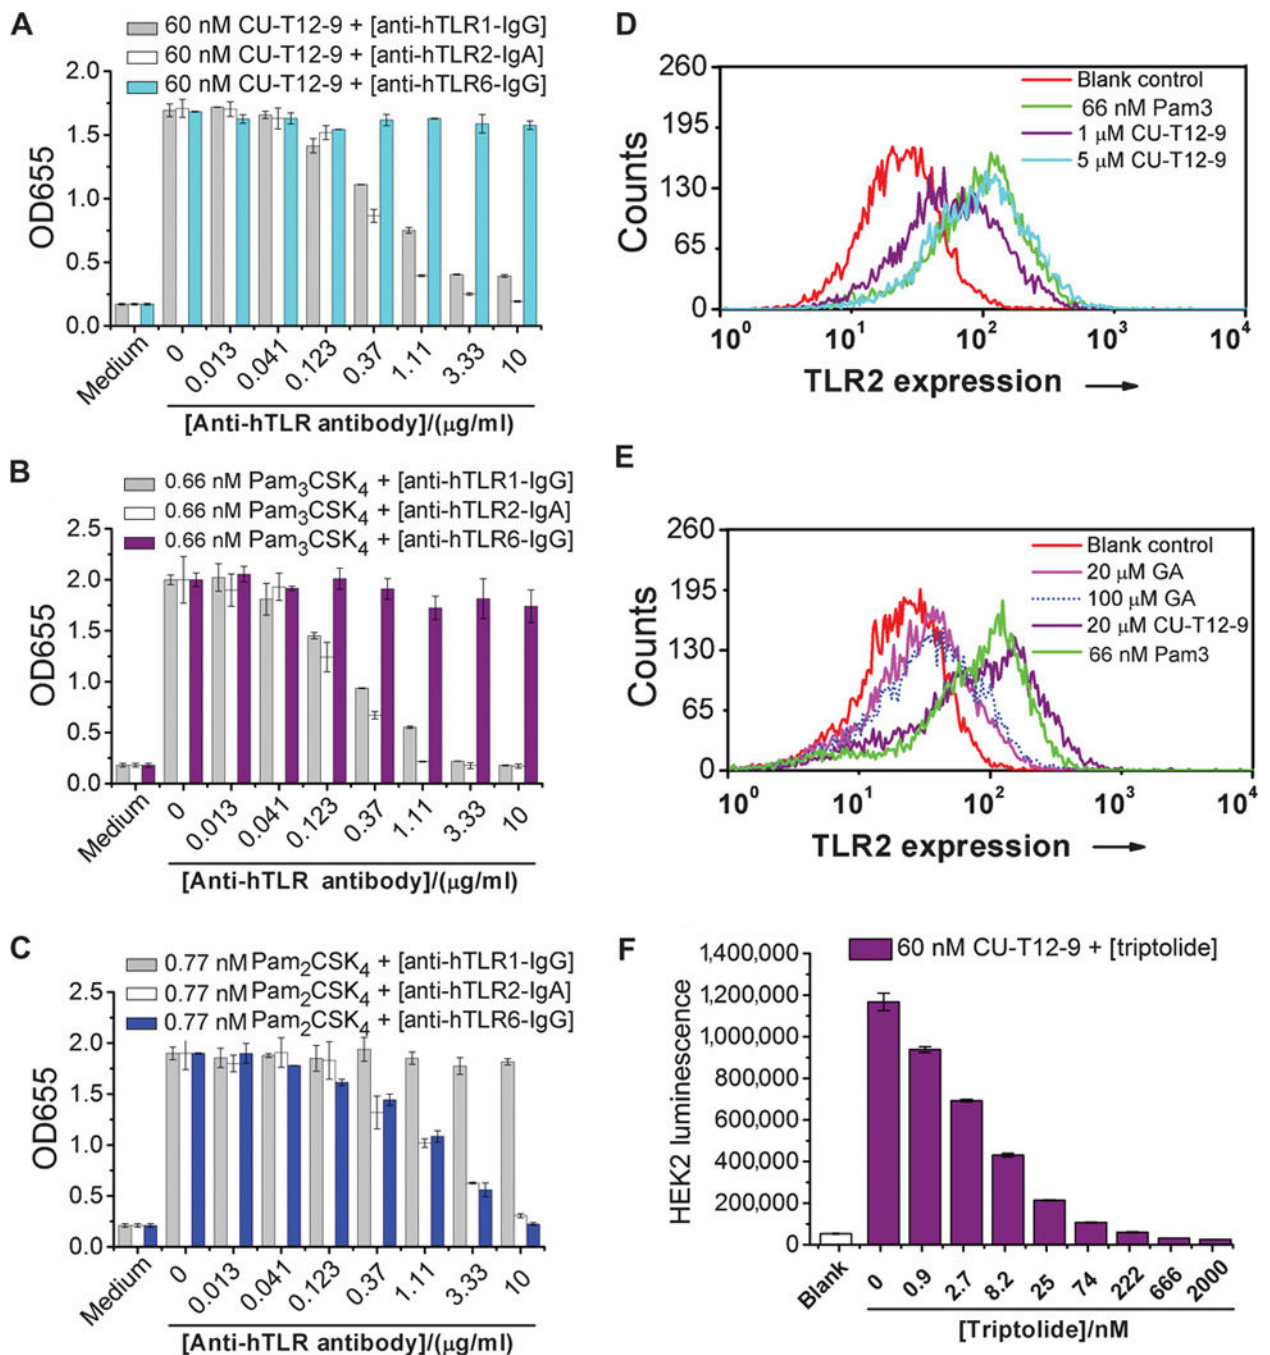 A
60 nM CU-T12-9 + [anti-hTLR1-IgG]
60 nM CU-T12-9 + [anti-hTLR2-IgA]
60 nM CU-T12-9 + [anti-hTLR6-IgG]
2.0
1.5
1.0
0.5
0.0
OD655
Medium
0
0.013
0.041
0.123
0.37
1.11
3.33
10
[Anti-hTLR antibody]/(μg/ml)
B
0.66 nM Pam3CSK4 + [anti-hTLR1-IgG]
0.66 nM Pam3CSK4 + [anti-hTLR2-IgA]
0.66 nM Pam3CSK4 + [anti-hTLR6-IgG]
2.5
2.0
1.5
1.0
0.5
0.0
OD655
Medium
0
0.013
0.041
0.123
0.37
1.11
3.33
10
[Anti-hTLR antibody]/(μg/ml)
C
0.77 nM Pam2CSK4 + [anti-hTLR1-IgG]
0.77 nM Pam2CSK4 + [anti-hTLR2-IgA]
0.77 nM Pam2CSK4 + [anti-hTLR6-IgG]
2.5
2.0
1.5
1.0
0.5
0.0
OD655
Medium
0
0.013
0.041
0.123
0.37
1.11
3.33
10
[Anti-hTLR antibody]/(μg/ml)
D
260
195
130
65
0
Counts
Blank control
66 nM Pam3
1 μM CU-T12-9
5 μM CU-T12-9
10^0
10^1
10^2
10^3
10^4
TLR2 expression →
E
260
195
130
65
0
Counts
Blank control
20 μM GA
100 μM GA
20 μM CU-T12-9
66 nM Pam3
10^0
10^1
10^2
10^3
10^4
TLR2 expression →
F
60 nM CU-T12-9 + [triptolide]
1,400,000
1,200,000
1,000,000
800,000
600,000
400,000
200,000
0
HEK2 luminescence
Blank
0
0.9
2.7
8.2
25
74
222
666
2000
[Triptolide]/nM